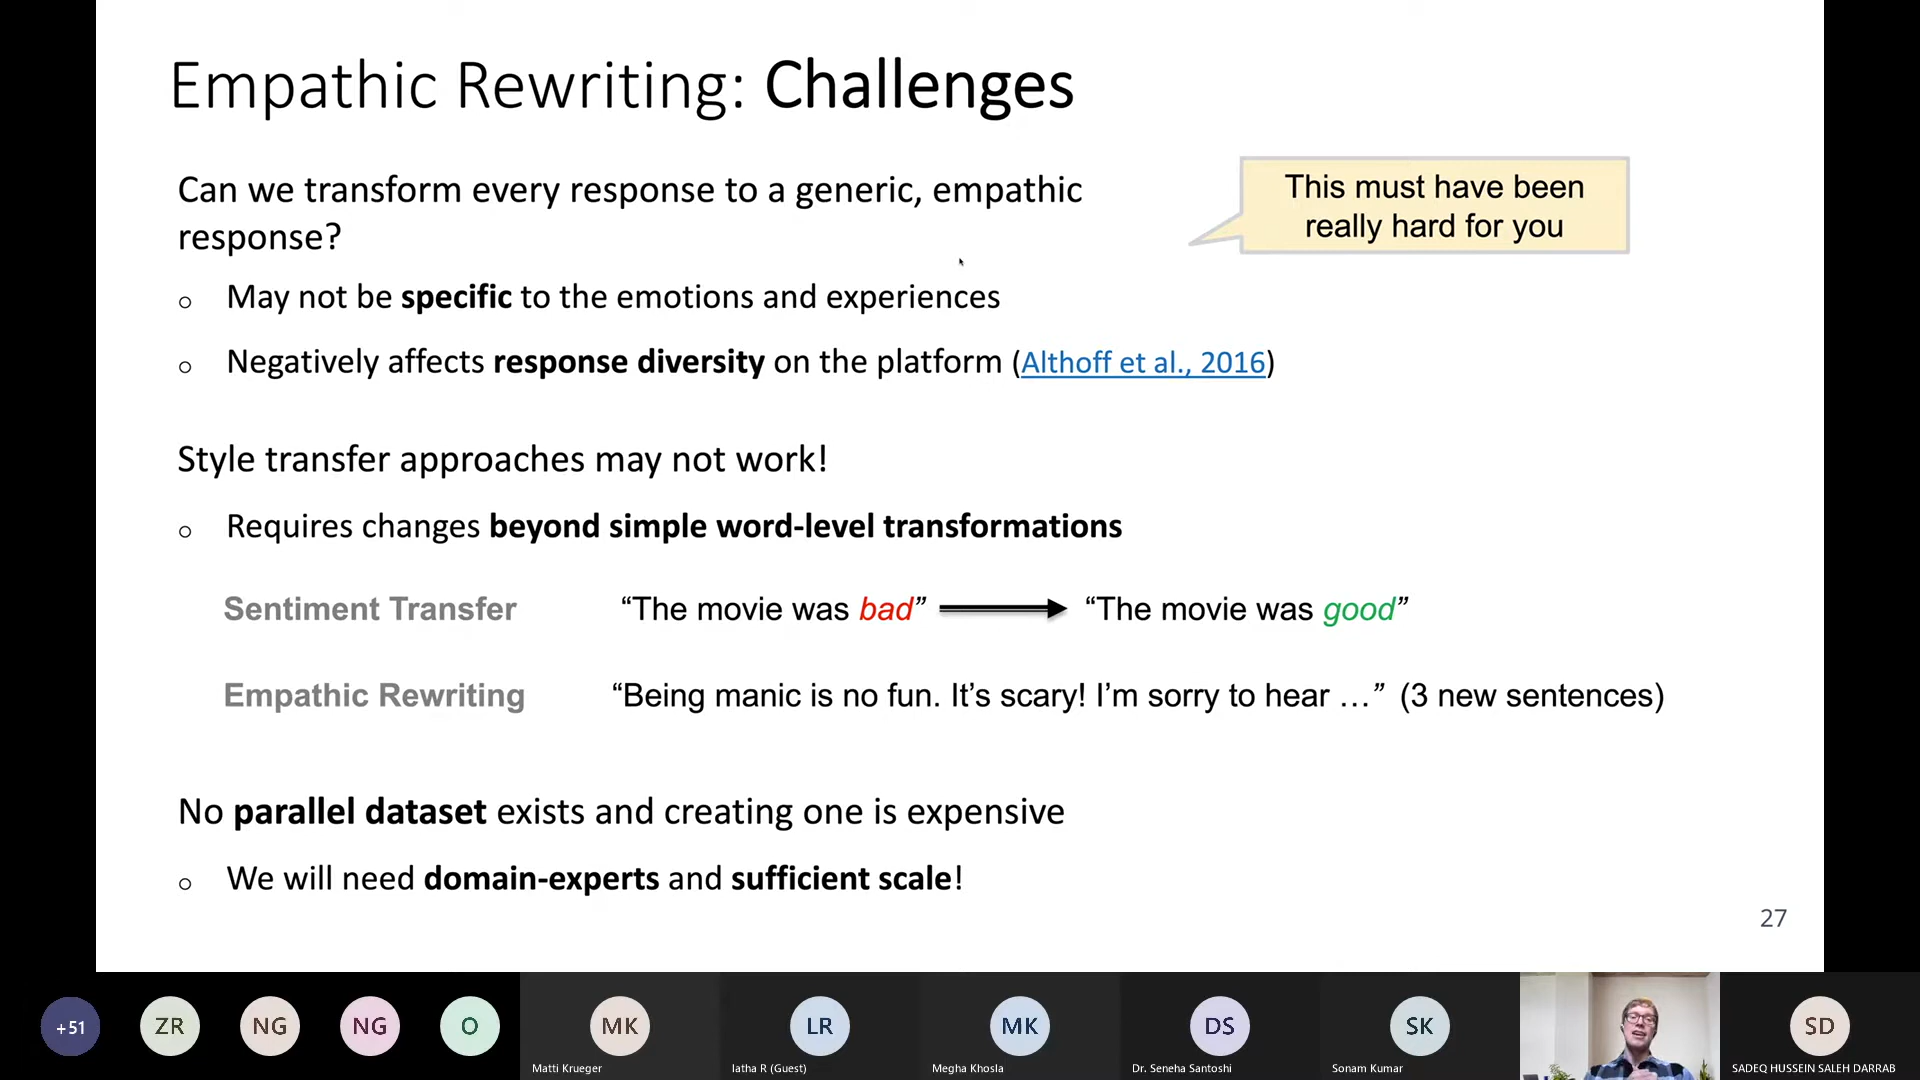 Empathic Rewriting: Challenges
Can we transform every response to a generic, empathic
response?
This must have been
really hard for you
○ May not be specific to the emotions and experiences
○ Negatively affects response diversity on the platform (Althoff et al., 2016)
Style transfer approaches may not work!
○ Requires changes beyond simple word-level transformations
Sentiment Transfer “The movie was bad” “The movie was good”
Empathic Rewriting “Being manic is no fun. It’s scary! I’m sorry to hear …” (3 new sentences)
No parallel dataset exists and creating one is expensive
○ We will need domain-experts and sufficient scale!
27
+51 ZR NG NG O MK LR MK DS SK SD
Matti Krueger latha R (Guest) Megha Khosla Dr. Seneha Santoshi Sonam Kumar SADEQ HUSSEIN SALEH DARRAB